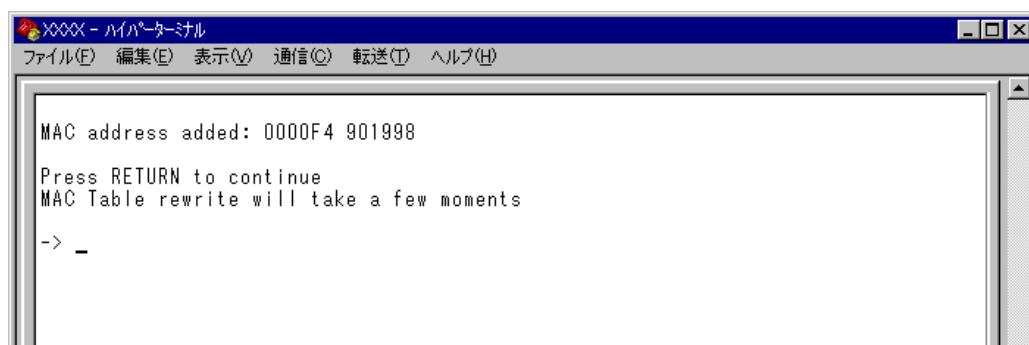 XXXX - ﾊｲﾊﾟｰﾀｰﾐﾅﾙ
ファイル(F) 編集(E) 表示(V) 通信(C) 転送(T) ヘルプ(H)
MAC address added: 0000F4 901998
Press RETURN to continue
MAC Table rewrite will take a few moments
-> _